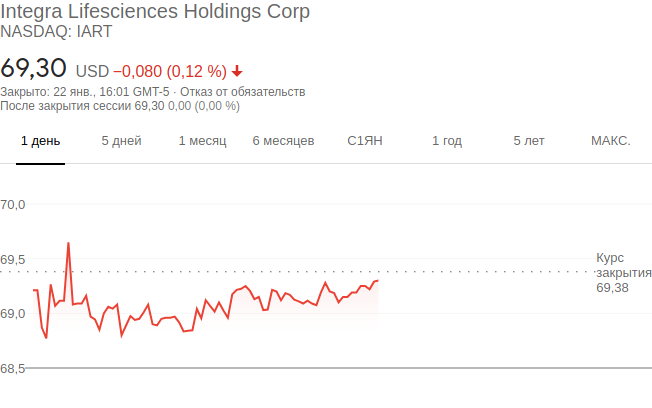 Integra Lifesciences Holdings Corp
NASDAQ: IART
69,30 USD −0,080 (0,12 %)
Закрыто: 22 янв., 16:01 GMT-5 · Отказ от обязательств
После закрытия сессии 69,30 0,00 (0,00 %)
1 день 5 дней 1 месяц 6 месяцев С1ЯН 1 год 5 лет МАКС.
70,0
69,5
Курс
закрытия
69,38
69,0
68,5